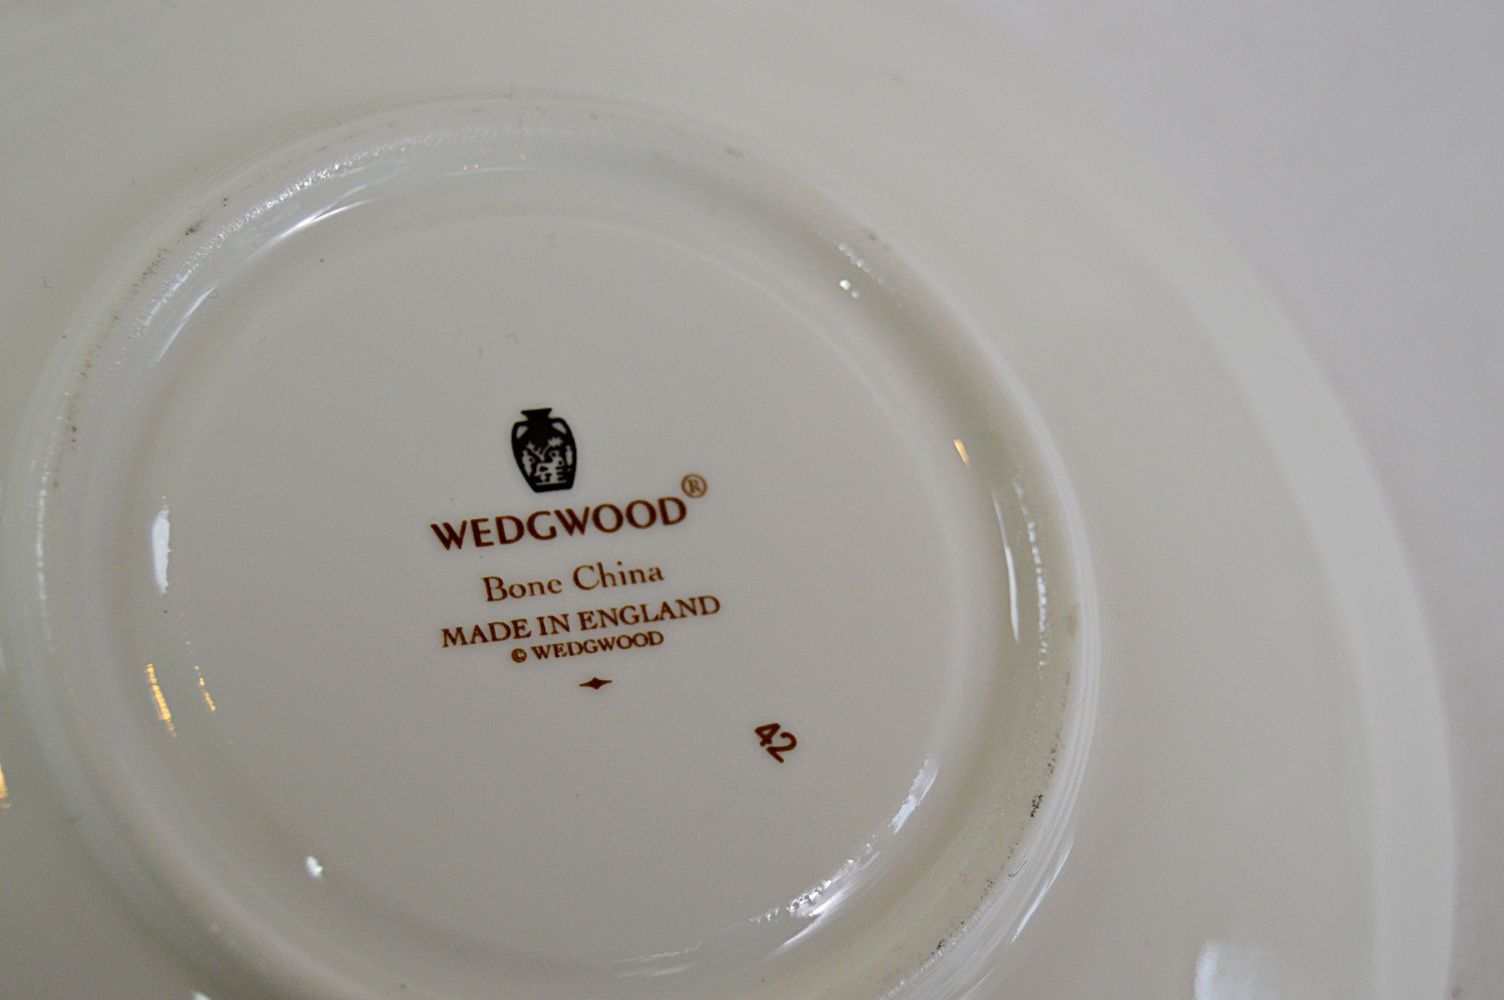 WEDGWOOD®
Bone China
MADE IN ENGLAND
© WEDGWOOD
42